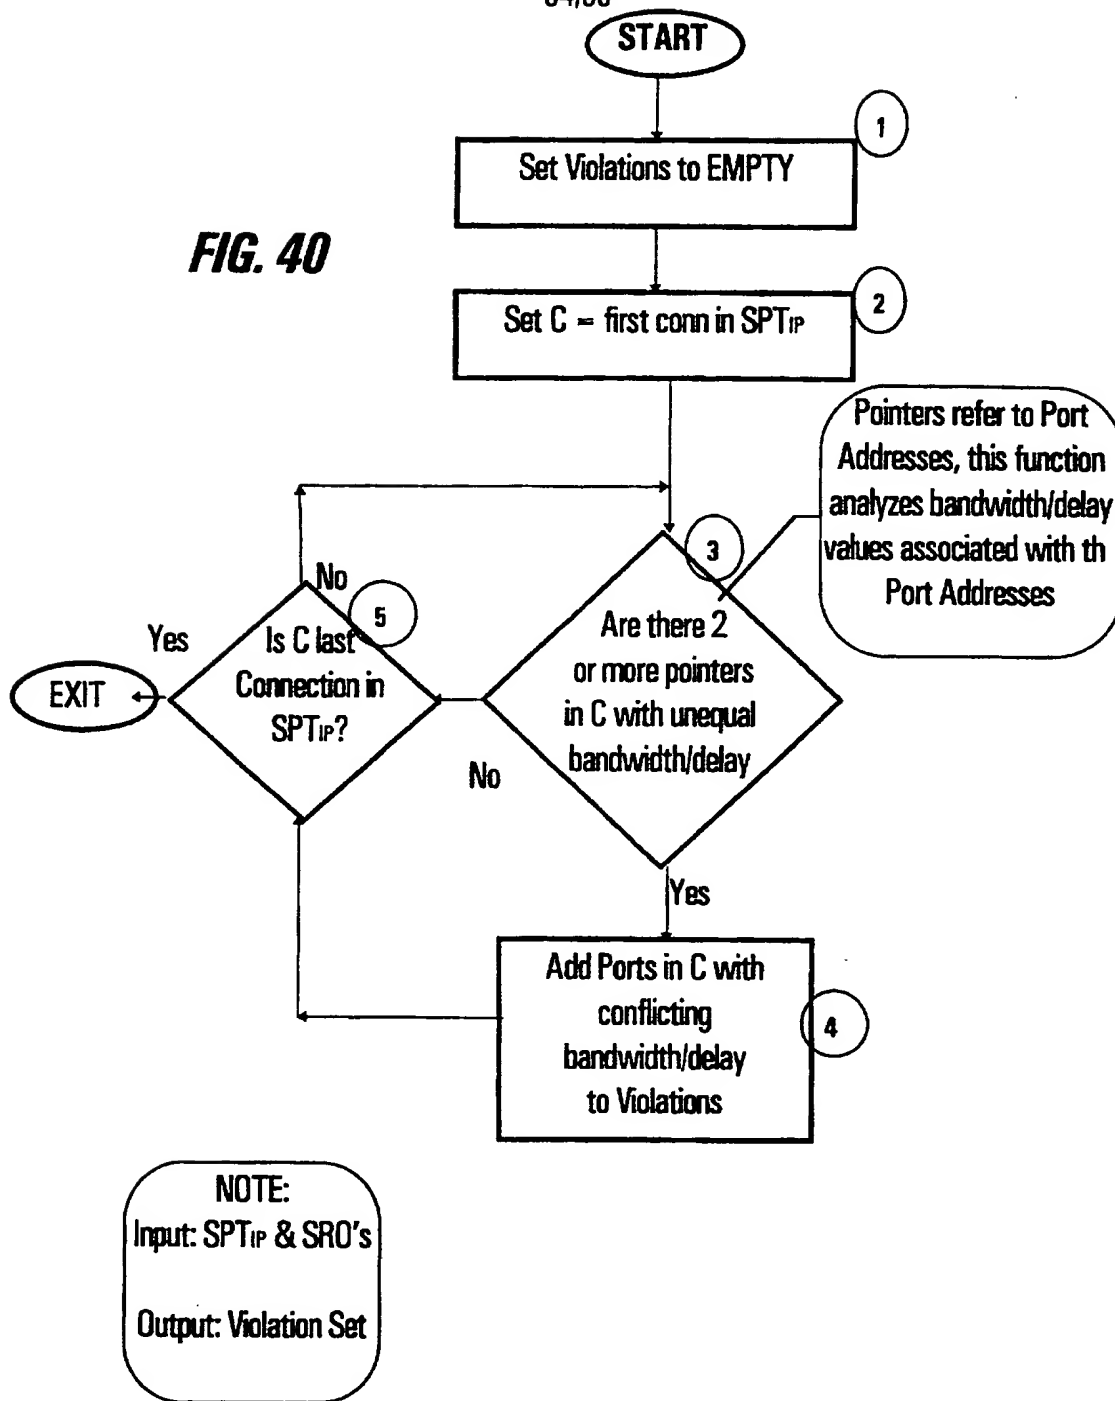 START
1
Set Violations to EMPTY
FIG. 40
2
Set C = first conn in SPTIP
Pointers refer to Port
Addresses, this function
analyzes bandwidth/delay
values associated with th
Port Addresses
3
No
5
Yes
Is C last
Connection in
SPTIP?
EXIT
Are there 2
or more pointers
in C with unequal
bandwidth/delay
No
Yes
Add Ports in C with
conflicting
bandwidth/delay
to Violations
4
NOTE:
Input: SPTIP & SRO's
Output: Violation Set